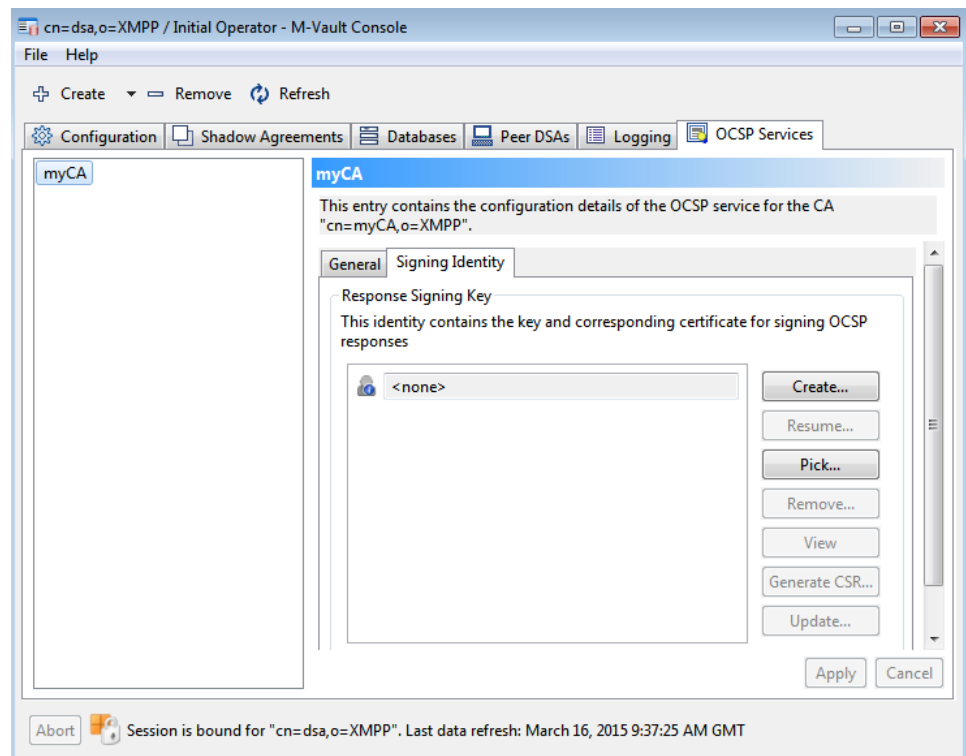 cn=dsa,o=XMPP / Initial Operator - M-Vault Console
File Help
Create Remove Refresh
Configuration Shadow Agreements Databases Peer DSAs Logging OCSP Services
myCA
myCA
This entry contains the configuration details of the OCSP service for the CA
"cn=myCA,o=XMPP".
General Signing Identity
Response Signing Key
This identity contains the key and corresponding certificate for signing OCSP
responses
<none>
Create...
Resume...
Pick...
Remove...
View
Generate CSR...
Update...
Apply Cancel
Abort Session is bound for "cn=dsa,o=XMPP". Last data refresh: March 16, 2015 9:37:25 AM GMT